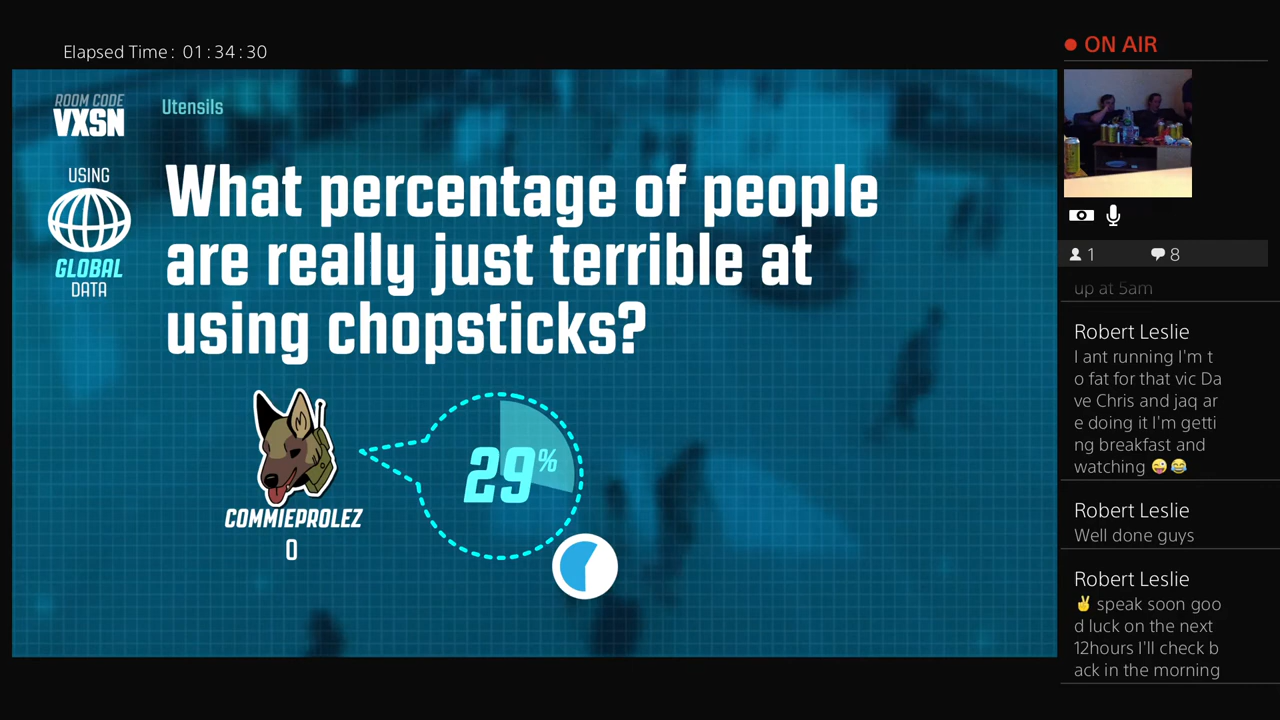 Elapsed Time: 01:34:30
ON AIR
ROOM CODE
VXSN
Utensils
USING
GLOBAL
DATA
What percentage of people
are really just terrible at
using chopsticks?
29%
COMMIEPROLEZ
0
1 8
up at 5am
Robert Leslie
I ant running I'm t
o fat for that vic Da
ve Chris and jaq ar
e doing it I'm getti
ng breakfast and
watching 😜😂
Robert Leslie
Well done guys
Robert Leslie
✌ speak soon goo
d luck on the next
12hours I'll check b
ack in the morning